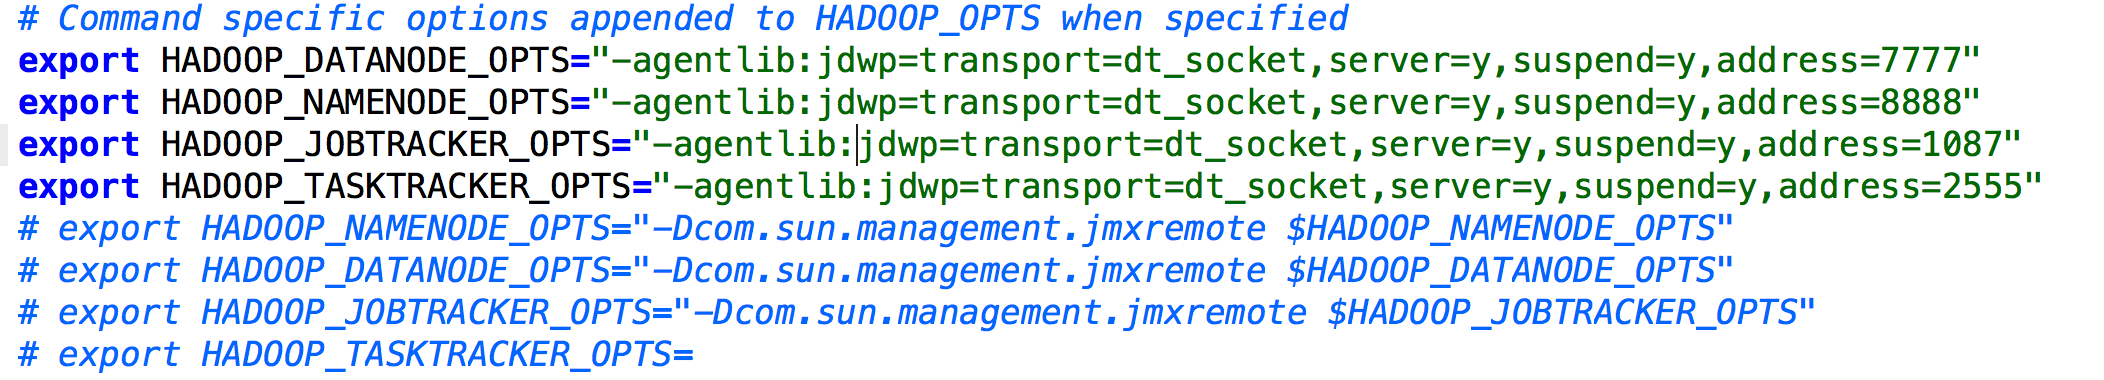 # Command specific options appended to HADOOP_OPTS when specified
export HADOOP_DATANODE_OPTS="-agentlib:jdwp=transport=dt_socket,server=y,suspend=y,address=7777"
export HADOOP_NAMENODE_OPTS="-agentlib:jdwp=transport=dt_socket,server=y,suspend=y,address=8888"
export HADOOP_JOBTRACKER_OPTS="-agentlib:jdwp=transport=dt_socket,server=y,suspend=y,address=1087"
export HADOOP_TASKTRACKER_OPTS="-agentlib:jdwp=transport=dt_socket,server=y,suspend=y,address=2555"
# export HADOOP_NAMENODE_OPTS="-Dcom.sun.management.jmxremote $HADOOP_NAMENODE_OPTS"
# export HADOOP_DATANODE_OPTS="-Dcom.sun.management.jmxremote $HADOOP_DATANODE_OPTS"
# export HADOOP_JOBTRACKER_OPTS="-Dcom.sun.management.jmxremote $HADOOP_JOBTRACKER_OPTS"
# export HADOOP_TASKTRACKER_OPTS=